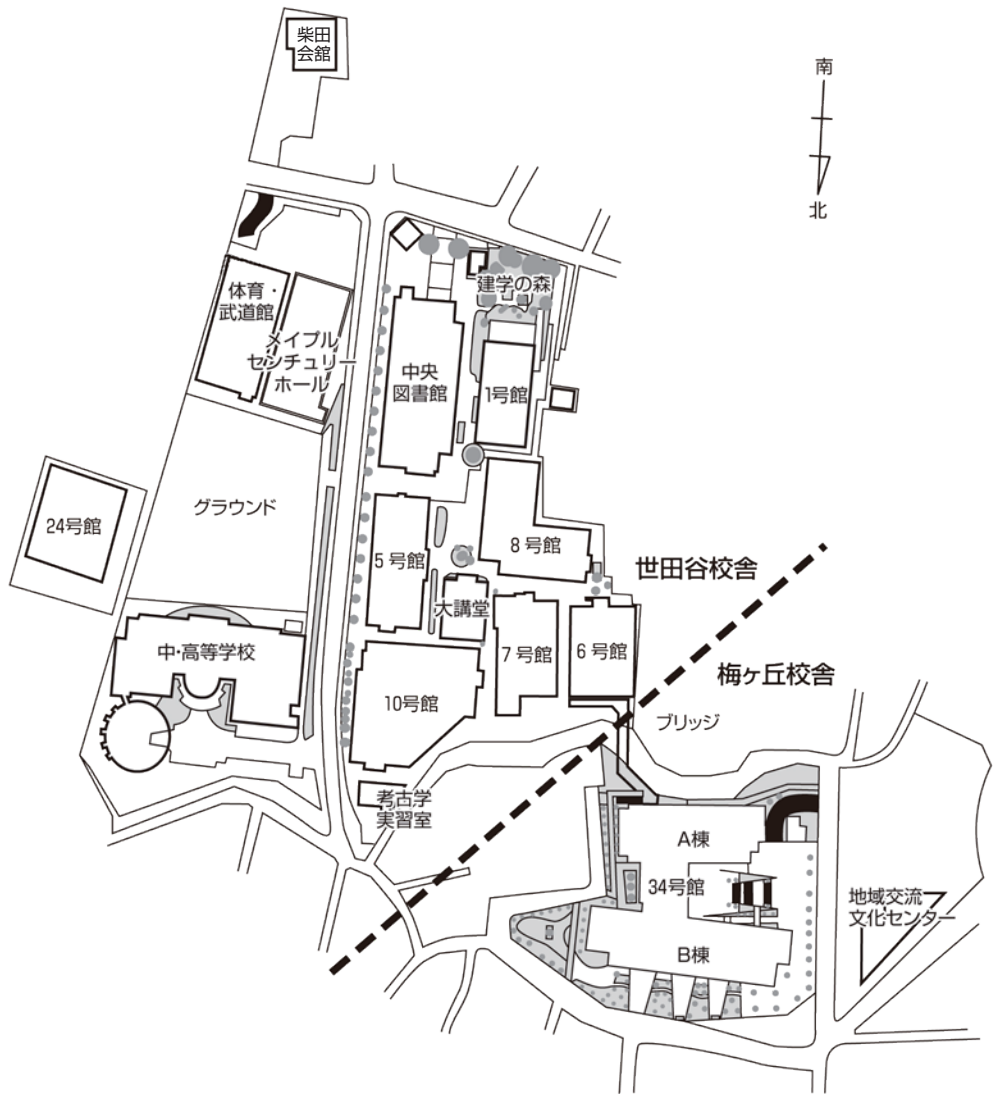 柴田
会舘
南
北
体育・
武道館
メイプル
センチュリー
ホール
建学の森
中央
図書館
1号館
グラウンド
24号館
5号館
8号館
大講堂
世田谷校舎
中・高等学校
7号館
6号館
梅ヶ丘校舎
10号館
ブリッジ
考古学
実習室
A棟
34号館
地域交流
文化センター
B棟